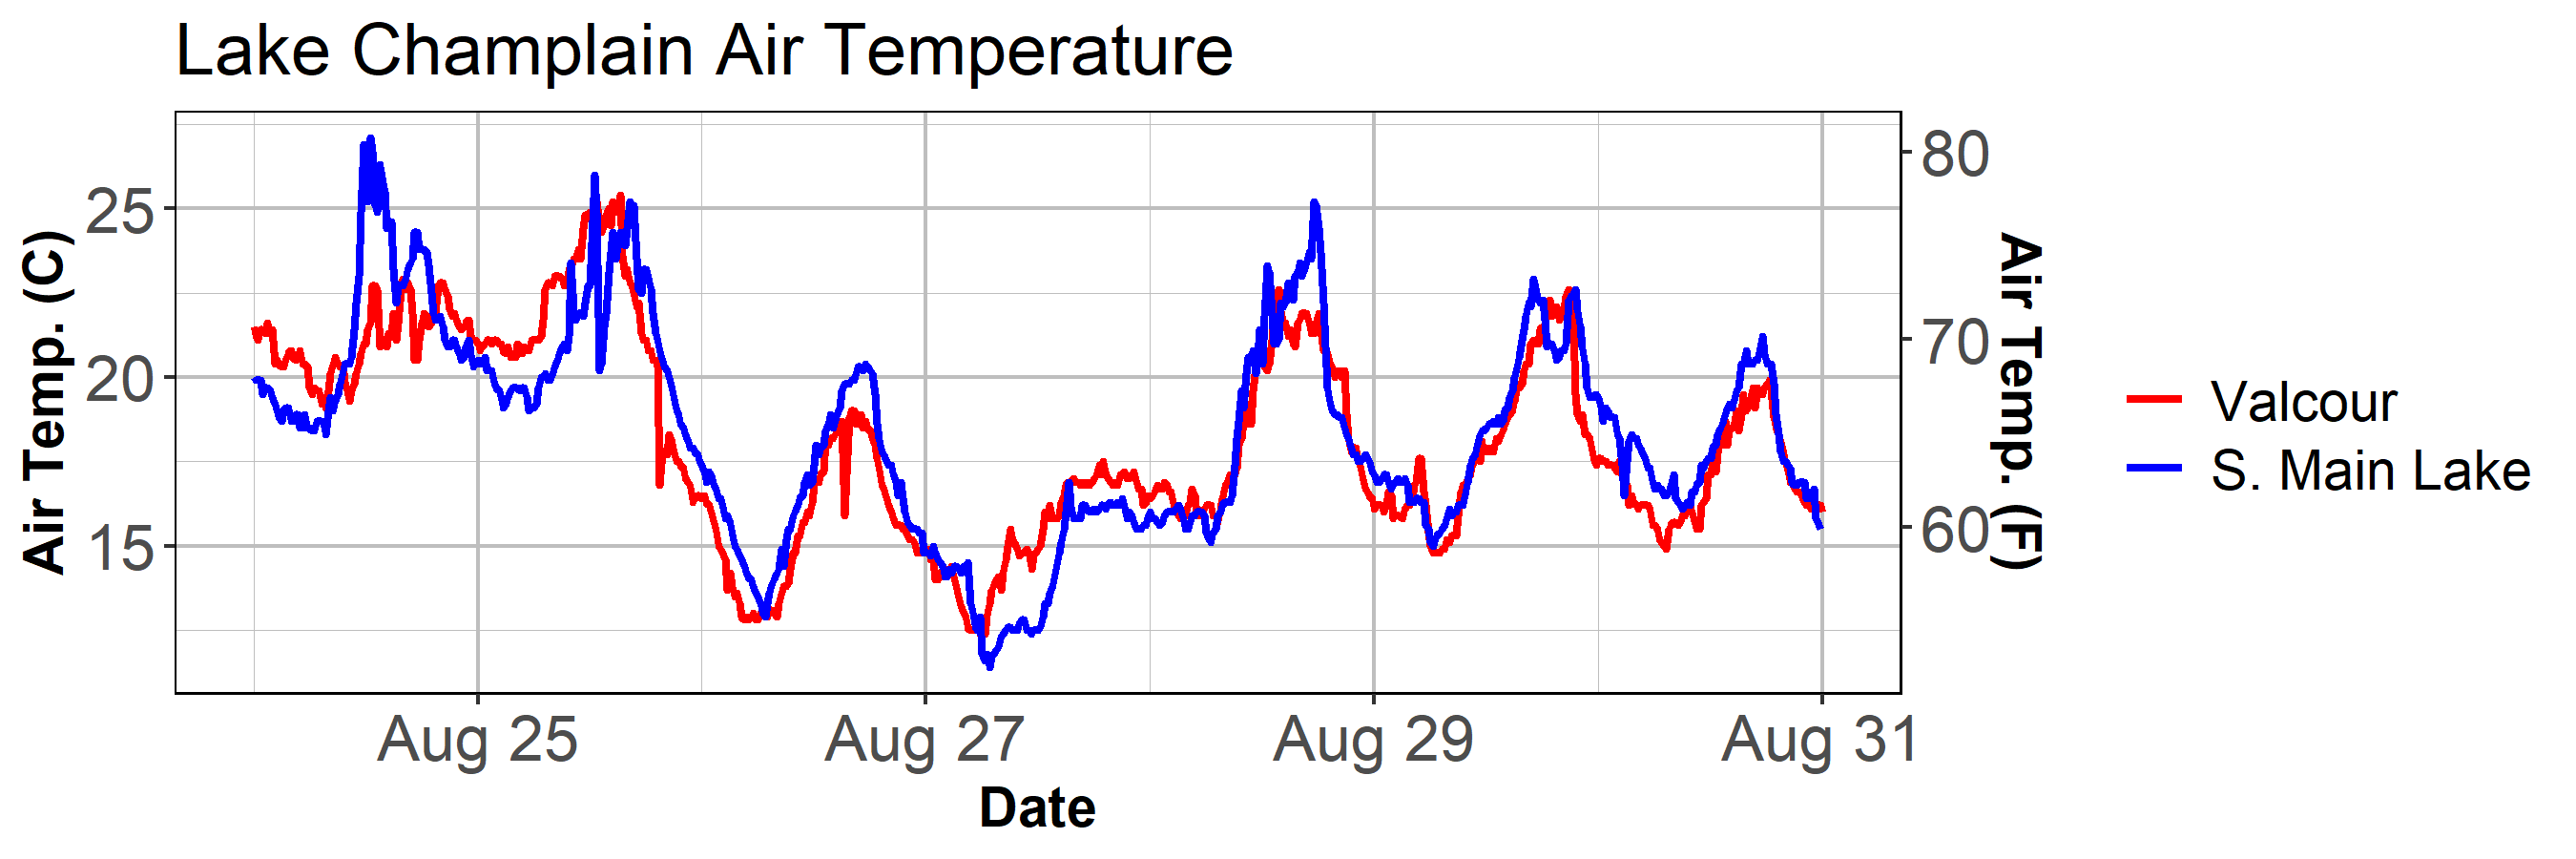 Lake Champlain Air Temperature
Air Temp. (C)
25
20
15
80
70
60
Air Temp. (F)
Aug 25
Aug 27
Aug 29
Aug 31
Date
Valcour
S. Main Lake